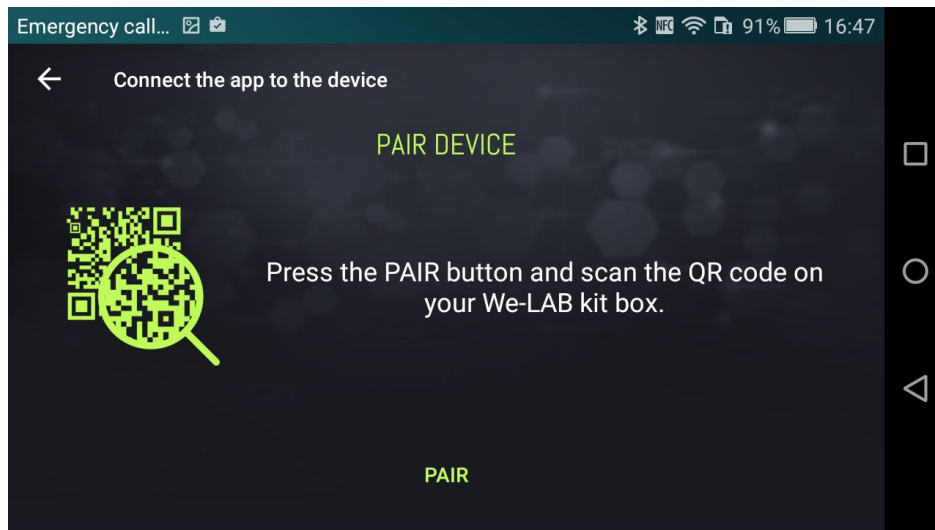 Emergency call... NFC 91% 16:47
Connect the app to the device
PAIR DEVICE
Press the PAIR button and scan the QR code on
your We-LAB kit box.
PAIR